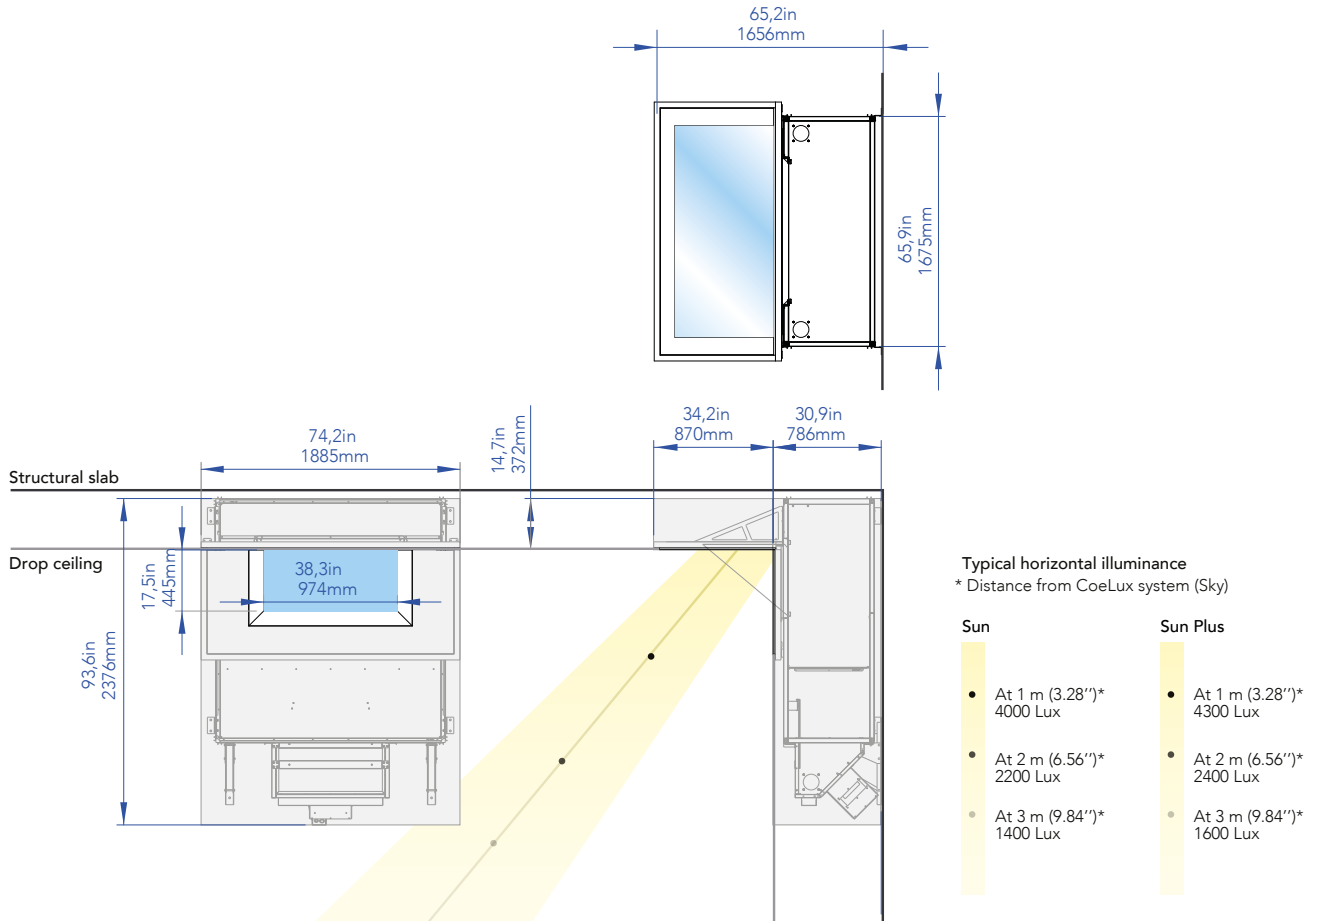 65,2in
1656mm
65,9in
1675mm
74,2in
1885mm
14,7in
372mm
34,2in
870mm
30,9in
786mm
Structural slab
Drop ceiling
17,5in
445mm
38,3in
974mm
93,6in
2376mm
Typical horizontal illuminance
* Distance from CoeLux system (Sky)
Sun
At 1 m (3.28’’)*
4000 Lux
At 2 m (6.56’’)*
2200 Lux
At 3 m (9.84’’)*
1400 Lux
Sun Plus
At 1 m (3.28’’)*
4300 Lux
At 2 m (6.56’’)*
2400 Lux
At 3 m (9.84’’)*
1600 Lux